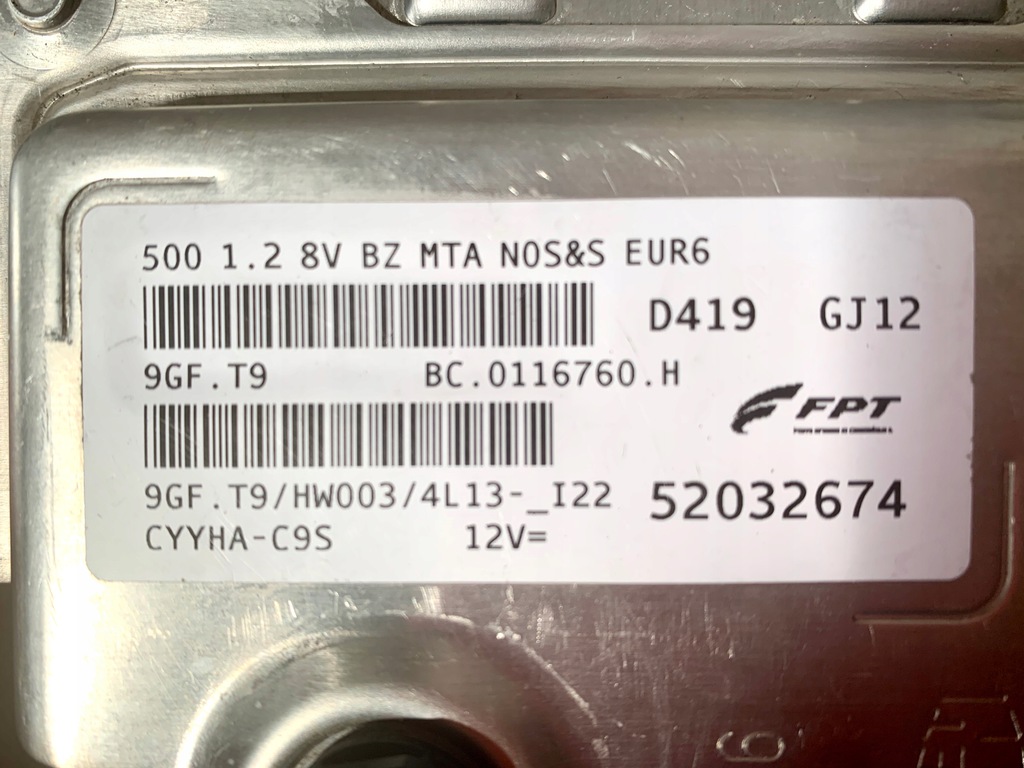 500 1.2 8V BZ MTA NOS&S EUR6
D419 GJ12
9GF.T9 BC.0116760.H
FPT
9GF.T9/HW003/4L13-_I22
52032674
CYYHA-C9S 12V=